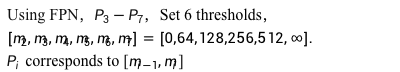 Using FPN, P₃ − P₇, Set 6 thresholds,
[m₂, m₃, m₄, m₅, m₆, m₇] = [0,64,128,256,512, ∞].
Pᵢ corresponds to [mᵢ₋₁, mᵢ]